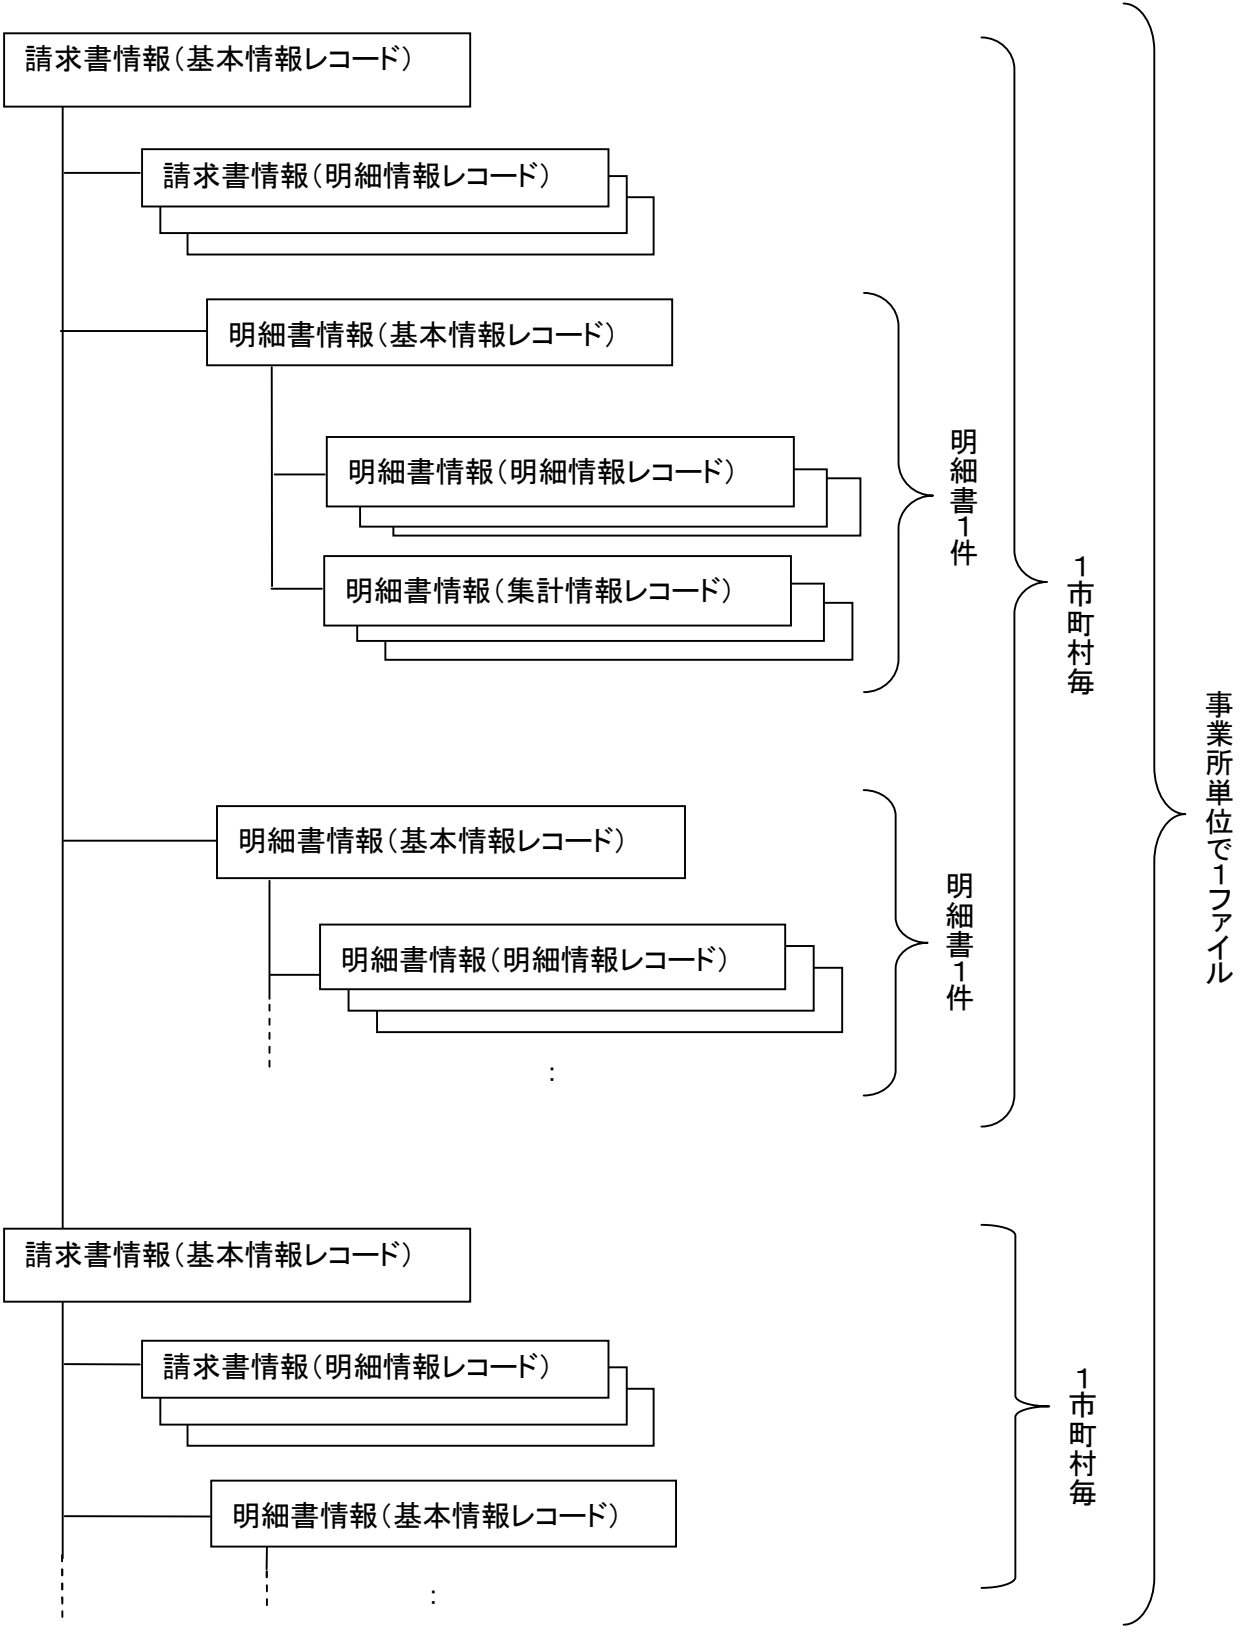 請求書情報（基本情報レコード）
請求書情報（明細情報レコード）
明細書情報（基本情報レコード）
明細書情報（明細情報レコード）
明細書情報（集計情報レコード）
明細書１件
明細書情報（基本情報レコード）
明細書情報（明細情報レコード）
：
明細書１件
１市町村毎
請求書情報（基本情報レコード）
請求書情報（明細情報レコード）
明細書情報（基本情報レコード）
：
１市町村毎
事業所単位で１ファイル